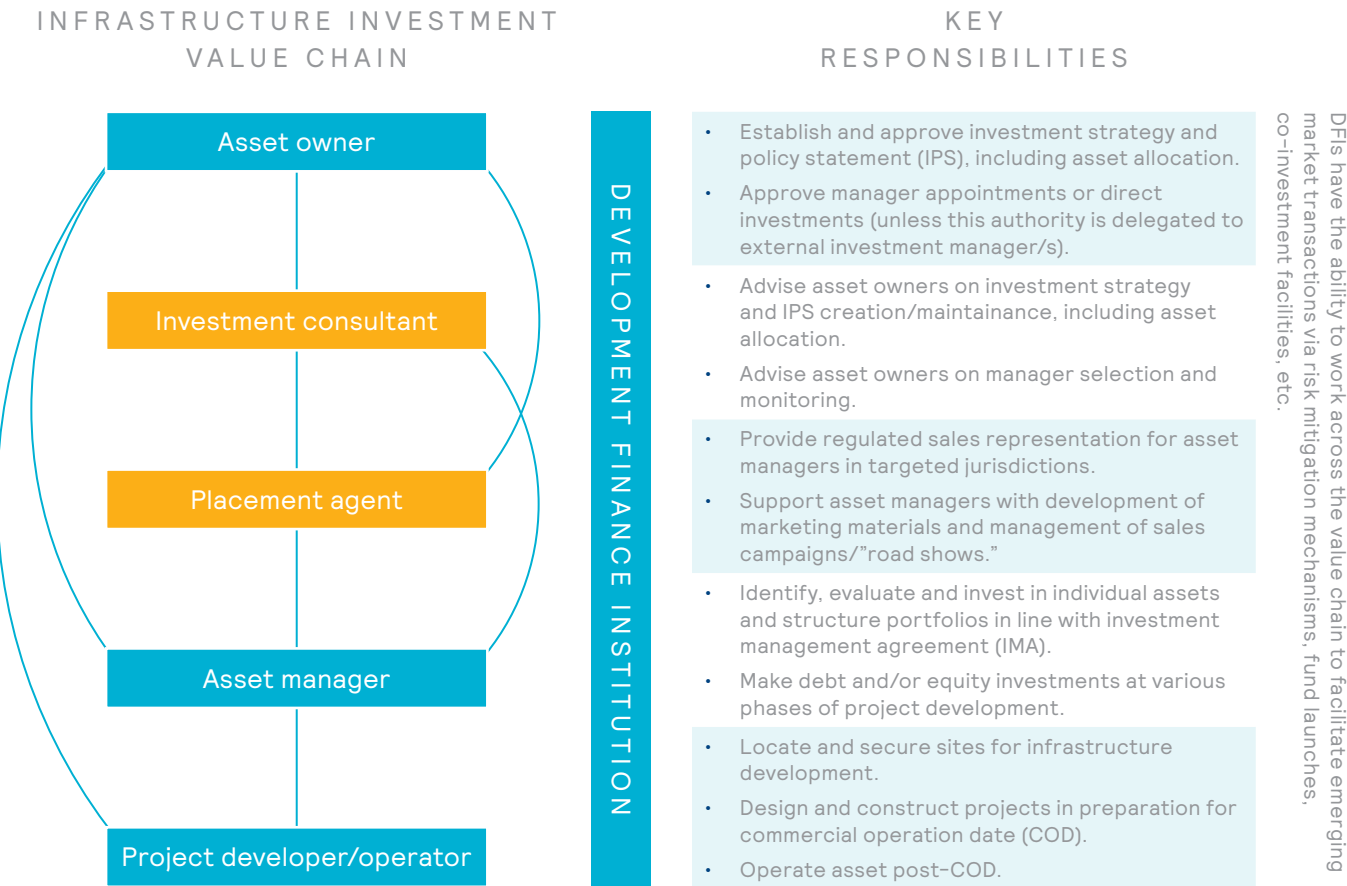 INFRASTRUCTURE INVESTMENT
VALUE CHAIN
KEY
RESPONSIBILITIES
Asset owner
Investment consultant
Placement agent
Asset manager
Project developer/operator
DEVELOPMENT FINANCE INSTITUTION
• Establish and approve investment strategy and
policy statement (IPS), including asset allocation.
• Approve manager appointments or direct
investments (unless this authority is delegated to
external investment manager/s).
• Advise asset owners on investment strategy
and IPS creation/maintainance, including asset
allocation.
• Advise asset owners on manager selection and
monitoring.
• Provide regulated sales representation for asset
managers in targeted jurisdictions.
• Support asset managers with development of
marketing materials and management of sales
campaigns/”road shows.”
• Identify, evaluate and invest in individual assets
and structure portfolios in line with investment
management agreement (IMA).
• Make debt and/or equity investments at various
phases of project development.
• Locate and secure sites for infrastructure
development.
• Design and construct projects in preparation for
commercial operation date (COD).
• Operate asset post-COD.
DFIs have the ability to work across the value chain to facilitate emerging
market transactions via risk mitigation mechanisms, fund launches,
co-investment facilities, etc.